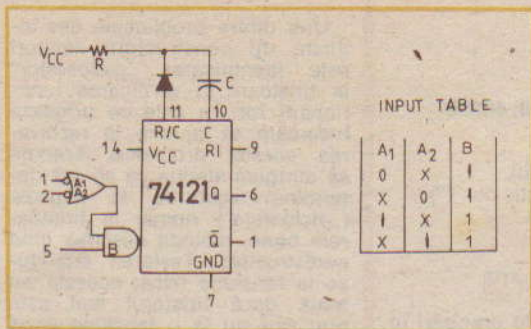 VCC
R
C
11
10
R/C
C
14
VCC
RI
9
1
A1
A2
2
74121
Q
6
5
B
Q̅
1
GND
7
INPUT TABLE
A1 A2 B
0 X 1
X 0 1
1 X 1
X 1 1